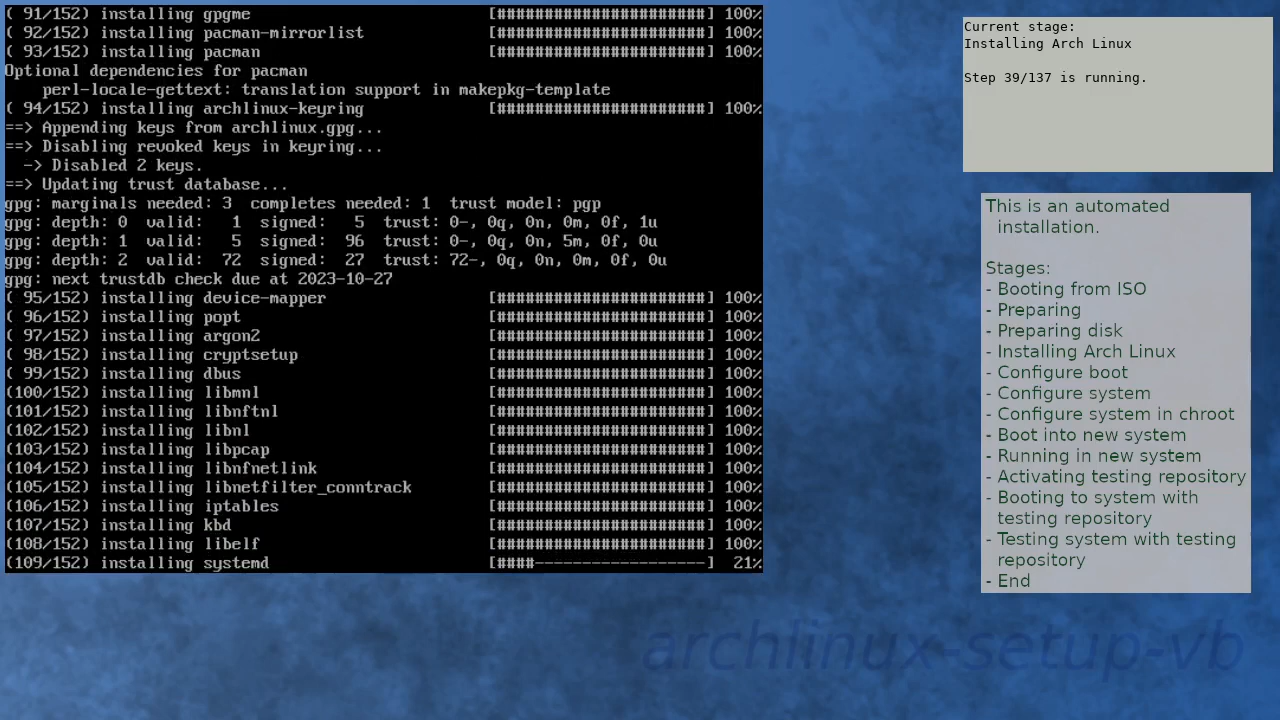 ( 91/152) installing gpgme [######################] 100%
( 92/152) installing pacman-mirrorlist [######################] 100%
( 93/152) installing pacman [######################] 100%
Optional dependencies for pacman
    perl-locale-gettext: translation support in makepkg-template
( 94/152) installing archlinux-keyring [######################] 100%
==> Appending keys from archlinux.gpg...
==> Disabling revoked keys in keyring...
  -> Disabled 2 keys.
==> Updating trust database...
gpg: marginals needed: 3  completes needed: 1  trust model: pgp
gpg: depth: 0  valid:   1  signed:   5  trust: 0-, 0q, 0n, 0m, 0f, 1u
gpg: depth: 1  valid:   5  signed:  96  trust: 0-, 0q, 0n, 5m, 0f, 0u
gpg: depth: 2  valid:  72  signed:  27  trust: 72-, 0q, 0n, 0m, 0f, 0u
gpg: next trustdb check due at 2023-10-27
( 95/152) installing device-mapper [######################] 100%
( 96/152) installing popt [######################] 100%
( 97/152) installing argon2 [######################] 100%
( 98/152) installing cryptsetup [######################] 100%
( 99/152) installing dbus [######################] 100%
(100/152) installing libmnl [######################] 100%
(101/152) installing libnftnl [######################] 100%
(102/152) installing libnl [######################] 100%
(103/152) installing libpcap [######################] 100%
(104/152) installing libnfnetlink [######################] 100%
(105/152) installing libnetfilter_conntrack [######################] 100%
(106/152) installing iptables [######################] 100%
(107/152) installing kbd [######################] 100%
(108/152) installing libelf [######################] 100%
(109/152) installing systemd [####------------------] 21%
Current stage:
Installing Arch Linux
Step 39/137 is running.
This is an automated
installation.
Stages:
- Booting from ISO
- Preparing
- Preparing disk
- Installing Arch Linux
- Configure boot
- Configure system
- Configure system in chroot
- Boot into new system
- Running in new system
- Activating testing repository
- Booting to system with
testing repository
- Testing system with testing
repository
- End
archlinux-setup-vb